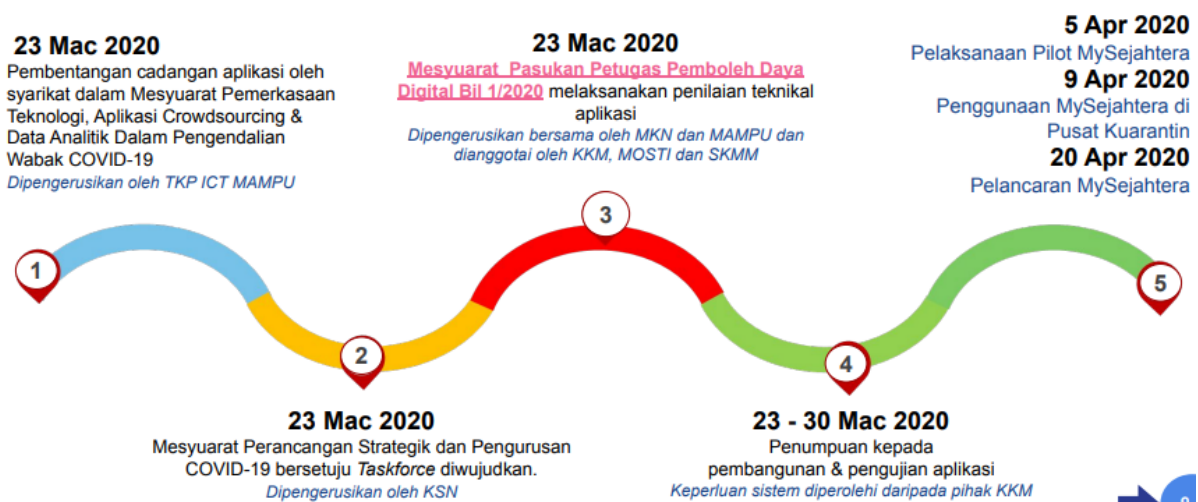 23 Mac 2020
Pembentangan cadangan aplikasi oleh
syarikat dalam Mesyuarat Pemerkasaan
Teknologi, Aplikasi Crowdsourcing &
Data Analitik Dalam Pengendalian
Wabak COVID-19
Dipengerusikan oleh TKP ICT MAMPU
23 Mac 2020
Mesyuarat Pasukan Petugas Pemboleh Daya
Digital Bil 1/2020 melaksanakan penilaian teknikal
aplikasi
Dipengerusikan bersama oleh MKN dan MAMPU dan
dianggotai oleh KKM, MOSTI dan SKMM
5 Apr 2020
Pelaksanaan Pilot MySejahtera
9 Apr 2020
Penggunaan MySejahtera di
Pusat Kuarantin
20 Apr 2020
Pelancaran MySejahtera
1
2
3
4
5
23 Mac 2020
Mesyuarat Perancangan Strategik dan Pengurusan
COVID-19 bersetuju Taskforce diwujudkan.
Dipengerusikan oleh KSN
23 - 30 Mac 2020
Penumpuan kepada
pembangunan & pengujian aplikasi
Keperluan sistem diperolehi daripada pihak KKM